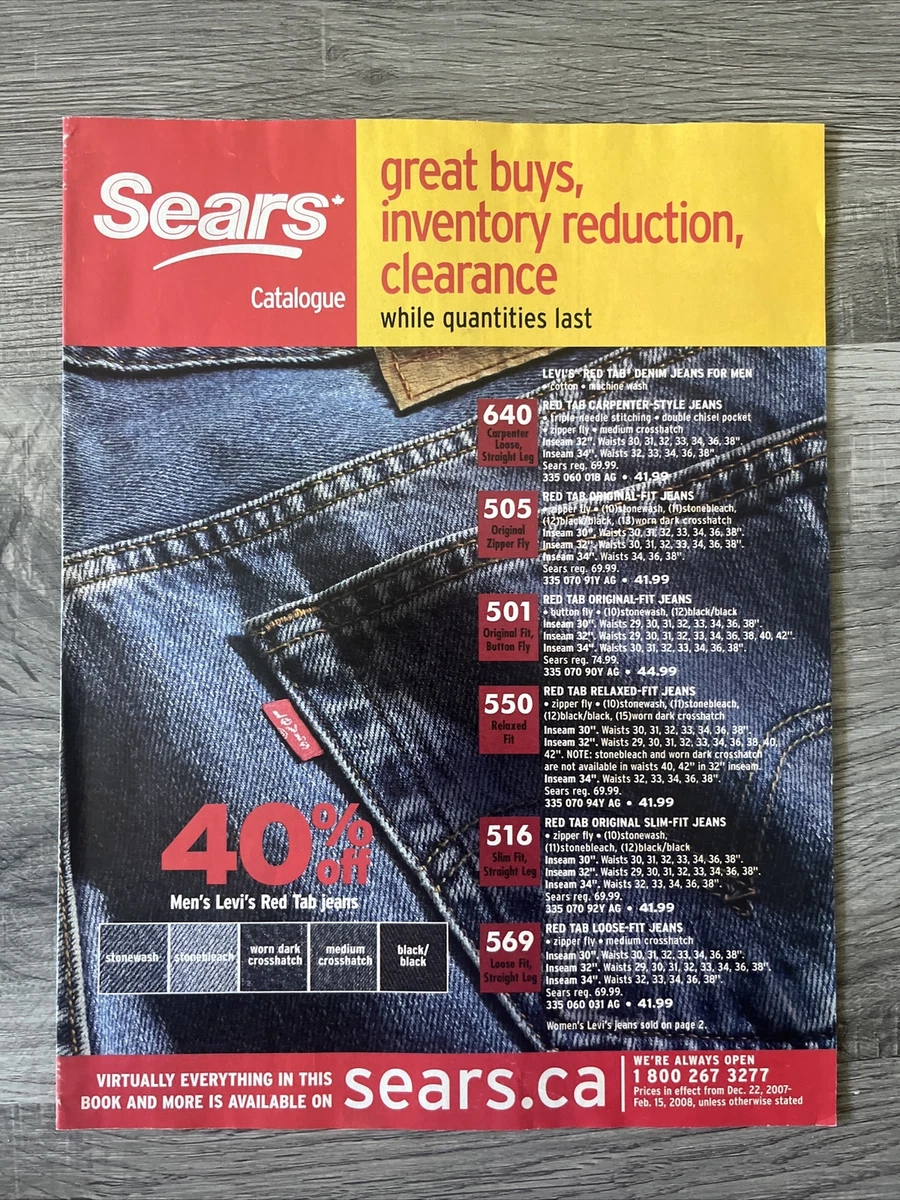 Sears
Catalogue
great buys,
inventory reduction,
clearance
while quantities last
LEVI'S® RED TAB® DENIM JEANS FOR MEN
• cotton • machine wash
640
Carpenter
Loose,
Straight Leg
RED TAB CARPENTER-STYLE JEANS
• triple-needle stitching • double chisel pocket
• zipper fly • medium crosshatch
Inseam 32". Waists 30, 31, 32, 33, 34, 36, 38".
Inseam 34". Waists 32, 33, 34, 36, 38".
Sears reg. 69.99.
335 060 018 AG • 41.99
505
Original
Zipper Fly
RED TAB ORIGINAL-FIT JEANS
• zipper fly • (10)stonewash, (11)stonebleach,
(12)black/black, (13)worn dark crosshatch
Inseam 30". Waists 30, 31, 32, 33, 34, 36, 38".
Inseam 32". Waists 30, 31, 32, 33, 34, 36, 38".
Inseam 34". Waists 34, 36, 38".
Sears reg. 69.99.
335 070 91Y AG • 41.99
501
Original Fit,
Button Fly
RED TAB ORIGINAL-FIT JEANS
• button fly • (10)stonewash, (12)black/black
Inseam 30". Waists 29, 30, 31, 32, 33, 34, 36, 38".
Inseam 32". Waists 29, 30, 31, 32, 33, 34, 36, 38, 40, 42".
Inseam 34". Waists 30, 31, 32, 33, 34, 36, 38".
Sears reg. 74.99.
335 070 90Y AG • 44.99
550
Relaxed
Fit
RED TAB RELAXED-FIT JEANS
• zipper fly • (10)stonewash, (11)stonebleach,
(12)black/black, (15)worn dark crosshatch
Inseam 30". Waists 30, 31, 32, 33, 34, 36, 38".
Inseam 32". Waists 29, 30, 31, 32, 33, 34, 36, 38, 40,
42". NOTE: stonebleach and worn dark crosshatch
are not available in waists 40, 42" in 32" inseam.
Inseam 34". Waists 32, 33, 34, 36, 38".
Sears reg. 69.99.
335 070 94Y AG • 41.99
516
Slim Fit,
Straight Leg
RED TAB ORIGINAL SLIM-FIT JEANS
• zipper fly • (10)stonewash,
(11)stonebleach, (12)black/black
Inseam 30". Waists 30, 31, 32, 33, 34, 36, 38".
Inseam 32". Waists 29, 30, 31, 32, 33, 34, 36, 38".
Inseam 34". Waists 32, 33, 34, 36, 38".
Sears reg. 69.99.
335 070 92Y AG • 41.99
569
Loose Fit,
Straight Leg
RED TAB LOOSE-FIT JEANS
• zipper fly • medium crosshatch
Inseam 30". Waists 30, 31, 32, 33, 34, 36, 38".
Inseam 32". Waists 29, 30, 31, 32, 33, 34, 36, 38".
Inseam 34". Waists 32, 33, 34, 36, 38".
Sears reg. 69.99.
335 060 031 AG • 41.99
Women's Levi's jeans sold on page 2.
LEVI'S
40% off
Men's Levi's Red Tab jeans
stonewash
stonebleach
worn dark
crosshatch
medium
crosshatch
black/
black
VIRTUALLY EVERYTHING IN THIS
BOOK AND MORE IS AVAILABLE ON
sears.ca
WE'RE ALWAYS OPEN
1 800 267 3277
Prices in effect from Dec. 22, 2007-
Feb. 15, 2008, unless otherwise stated